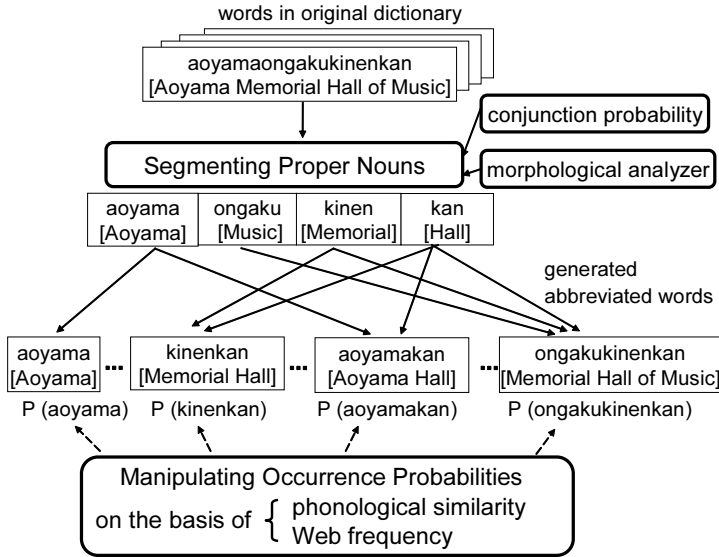 words in original dictionary
aoyamaongakukinenkan
[Aoyama Memorial Hall of Music]
conjunction probability
Segmenting Proper Nouns
morphological analyzer
aoyama ongaku kinen kan
[Aoyama] [Music] [Memorial] [Hall]
generated
abbreviated words
aoyama ... kinenkan ... aoyamakan ... ongakukinenkan
[Aoyama] [Memorial Hall] [Aoyama Hall] [Memorial Hall of Music]
P (aoyama) P (kinenkan) P (aoyamakan) P (ongakukinenkan)
Manipulating Occurrence Probabilities
on the basis of { phonological similarity
Web frequency